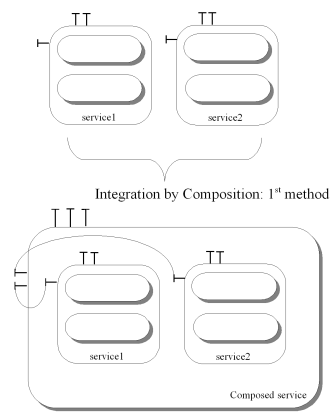 service1
service2
Integration by Composition: 1st method
service1
service2
Composed service